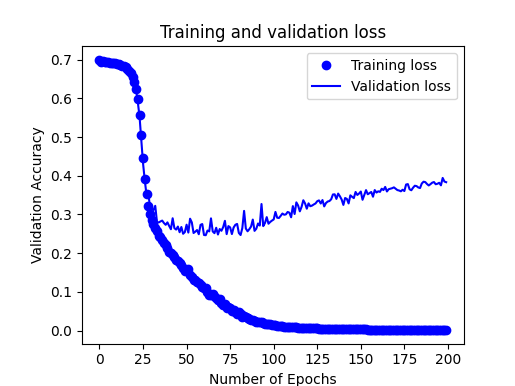 Training and validation loss
Training loss
Validation loss
Validation Accuracy
0.7
0.6
0.5
0.4
0.3
0.2
0.1
0.0
0 25 50 75 100 125 150 175 200
Number of Epochs